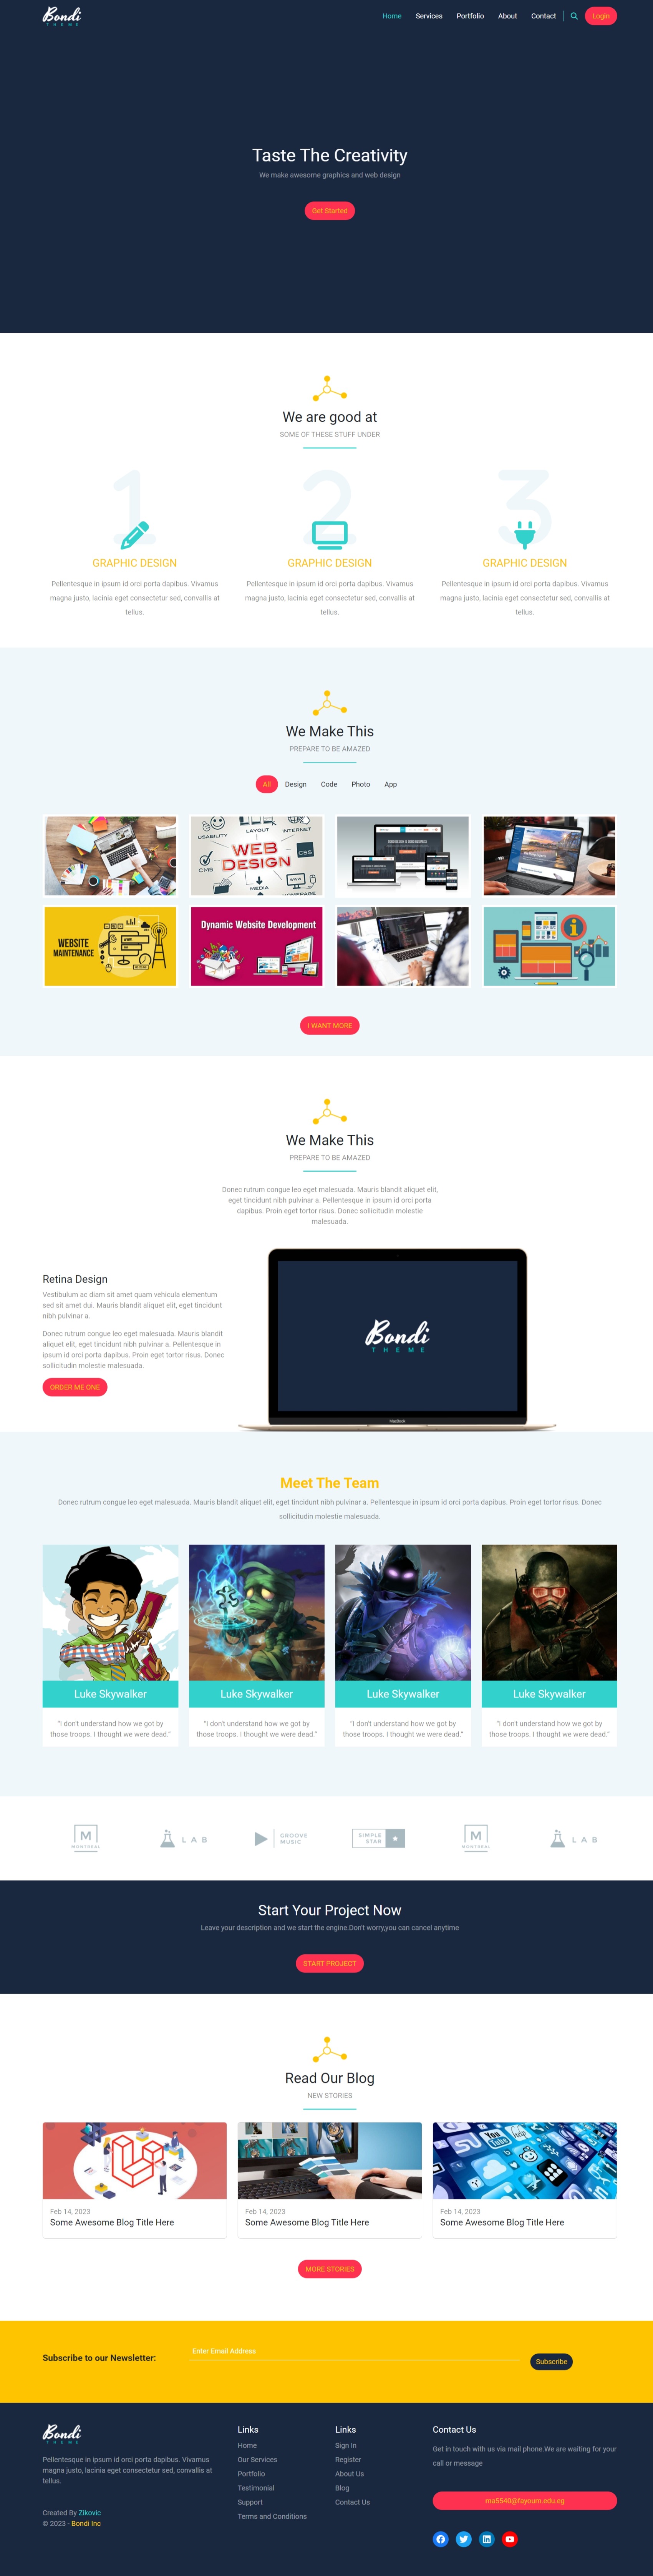 Bondi
THEME
Home Services Portfolio About Contact Login
Taste The Creativity
We make awesome graphics and web design
Get Started
We are good at
SOME OF THESE STUFF UNDER
1 2 3
GRAPHIC DESIGN GRAPHIC DESIGN GRAPHIC DESIGN
Pellentesque in ipsum id orci porta dapibus. Vivamus
magna justo, lacinia eget consectetur sed, convallis at
tellus.
Pellentesque in ipsum id orci porta dapibus. Vivamus
magna justo, lacinia eget consectetur sed, convallis at
tellus.
Pellentesque in ipsum id orci porta dapibus. Vivamus
magna justo, lacinia eget consectetur sed, convallis at
tellus.
We Make This
PREPARE TO BE AMAZED
All Design Code Photo App
USABILITY LAYOUT INTERNET
WEB
DESIGN
CSS
CMS
MEDIA
HOMEPAGE
WEBSITE
MAINTENANCE
Dynamic Website Development
I WANT MORE
We Make This
PREPARE TO BE AMAZED
Donec rutrum congue leo eget malesuada. Mauris blandit aliquet elit,
eget tincidunt nibh pulvinar a. Pellentesque in ipsum id orci porta
dapibus. Proin eget tortor risus. Donec sollicitudin molestie
malesuada.
Retina Design
Vestibulum ac diam sit amet quam vehicula elementum
sed sit amet dui. Mauris blandit aliquet elit, eget tincidunt
nibh pulvinar a.
Donec rutrum congue leo eget malesuada. Mauris blandit
aliquet elit, eget tincidunt nibh pulvinar a. Pellentesque in
ipsum id orci porta dapibus. Proin eget tortor risus. Donec
sollicitudin molestie malesuada.
ORDER ME ONE
Bondi
THEME
MacBook
Meet The Team
Donec rutrum congue leo eget malesuada. Mauris blandit aliquet elit, eget tincidunt nibh pulvinar a. Pellentesque in ipsum id orci porta dapibus. Proin eget tortor risus. Donec
sollicitudin molestie malesuada.
Luke Skywalker Luke Skywalker Luke Skywalker Luke Skywalker
"I don't understand how we got by
those troops. I thought we were dead."
"I don't understand how we got by
those troops. I thought we were dead."
"I don't understand how we got by
those troops. I thought we were dead."
"I don't understand how we got by
those troops. I thought we were dead."
M
MONTREAL
LAB
GROOVE
MUSIC
SIMPLE
STAR
M
MONTREAL
LAB
Start Your Project Now
Leave your description and we start the engine.Don't worry,you can cancel anytime
START PROJECT
Read Our Blog
NEW STORIES
You
Tube
Feb 14, 2023
Some Awesome Blog Title Here
Feb 14, 2023
Some Awesome Blog Title Here
Feb 14, 2023
Some Awesome Blog Title Here
MORE STORIES
Subscribe to our Newsletter:
Enter Email Address
Subscribe
Bondi
THEME
Pellentesque in ipsum id orci porta dapibus. Vivamus
magna justo, lacinia eget consectetur sed, convallis at
tellus.
Created By Zikovic
© 2023 - Bondi Inc
Links
Home
Our Services
Portfolio
Testimonial
Support
Terms and Conditions
Links
Sign In
Register
About Us
Blog
Contact Us
Contact Us
Get in touch with us via mail phone.We are waiting for your
call or message
ma5540@fayoum.edu.eg